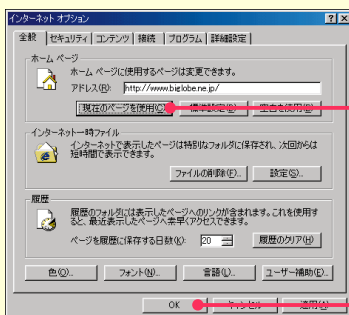 インターネット オプション
全般 セキュリティ コンテンツ 接続 プログラム 詳細設定
ホーム ページ
ホーム ページに使用するページは変更できます。
アドレス(R): http://www.biglobe.ne.jp/
現在のページを使用(C) 標準設定(D) 空白を使用(B)
インターネット一時ファイル
インターネットで表示したページは特別なフォルダに保存され、次回からは
短時間で表示できます。
ファイルの削除(F)... 設定(S)...
履歴
履歴のフォルダには表示したページへのリンクが含まれます。これを使用す
ると、最近表示したページへ素早くアクセスできます。
ページを履歴に保存する日数(K): 20 履歴のクリア(H)
色(O)... フォント(N)... 言語(L)... ユーザー補助(E)...
OK キャンセル 適用(A)